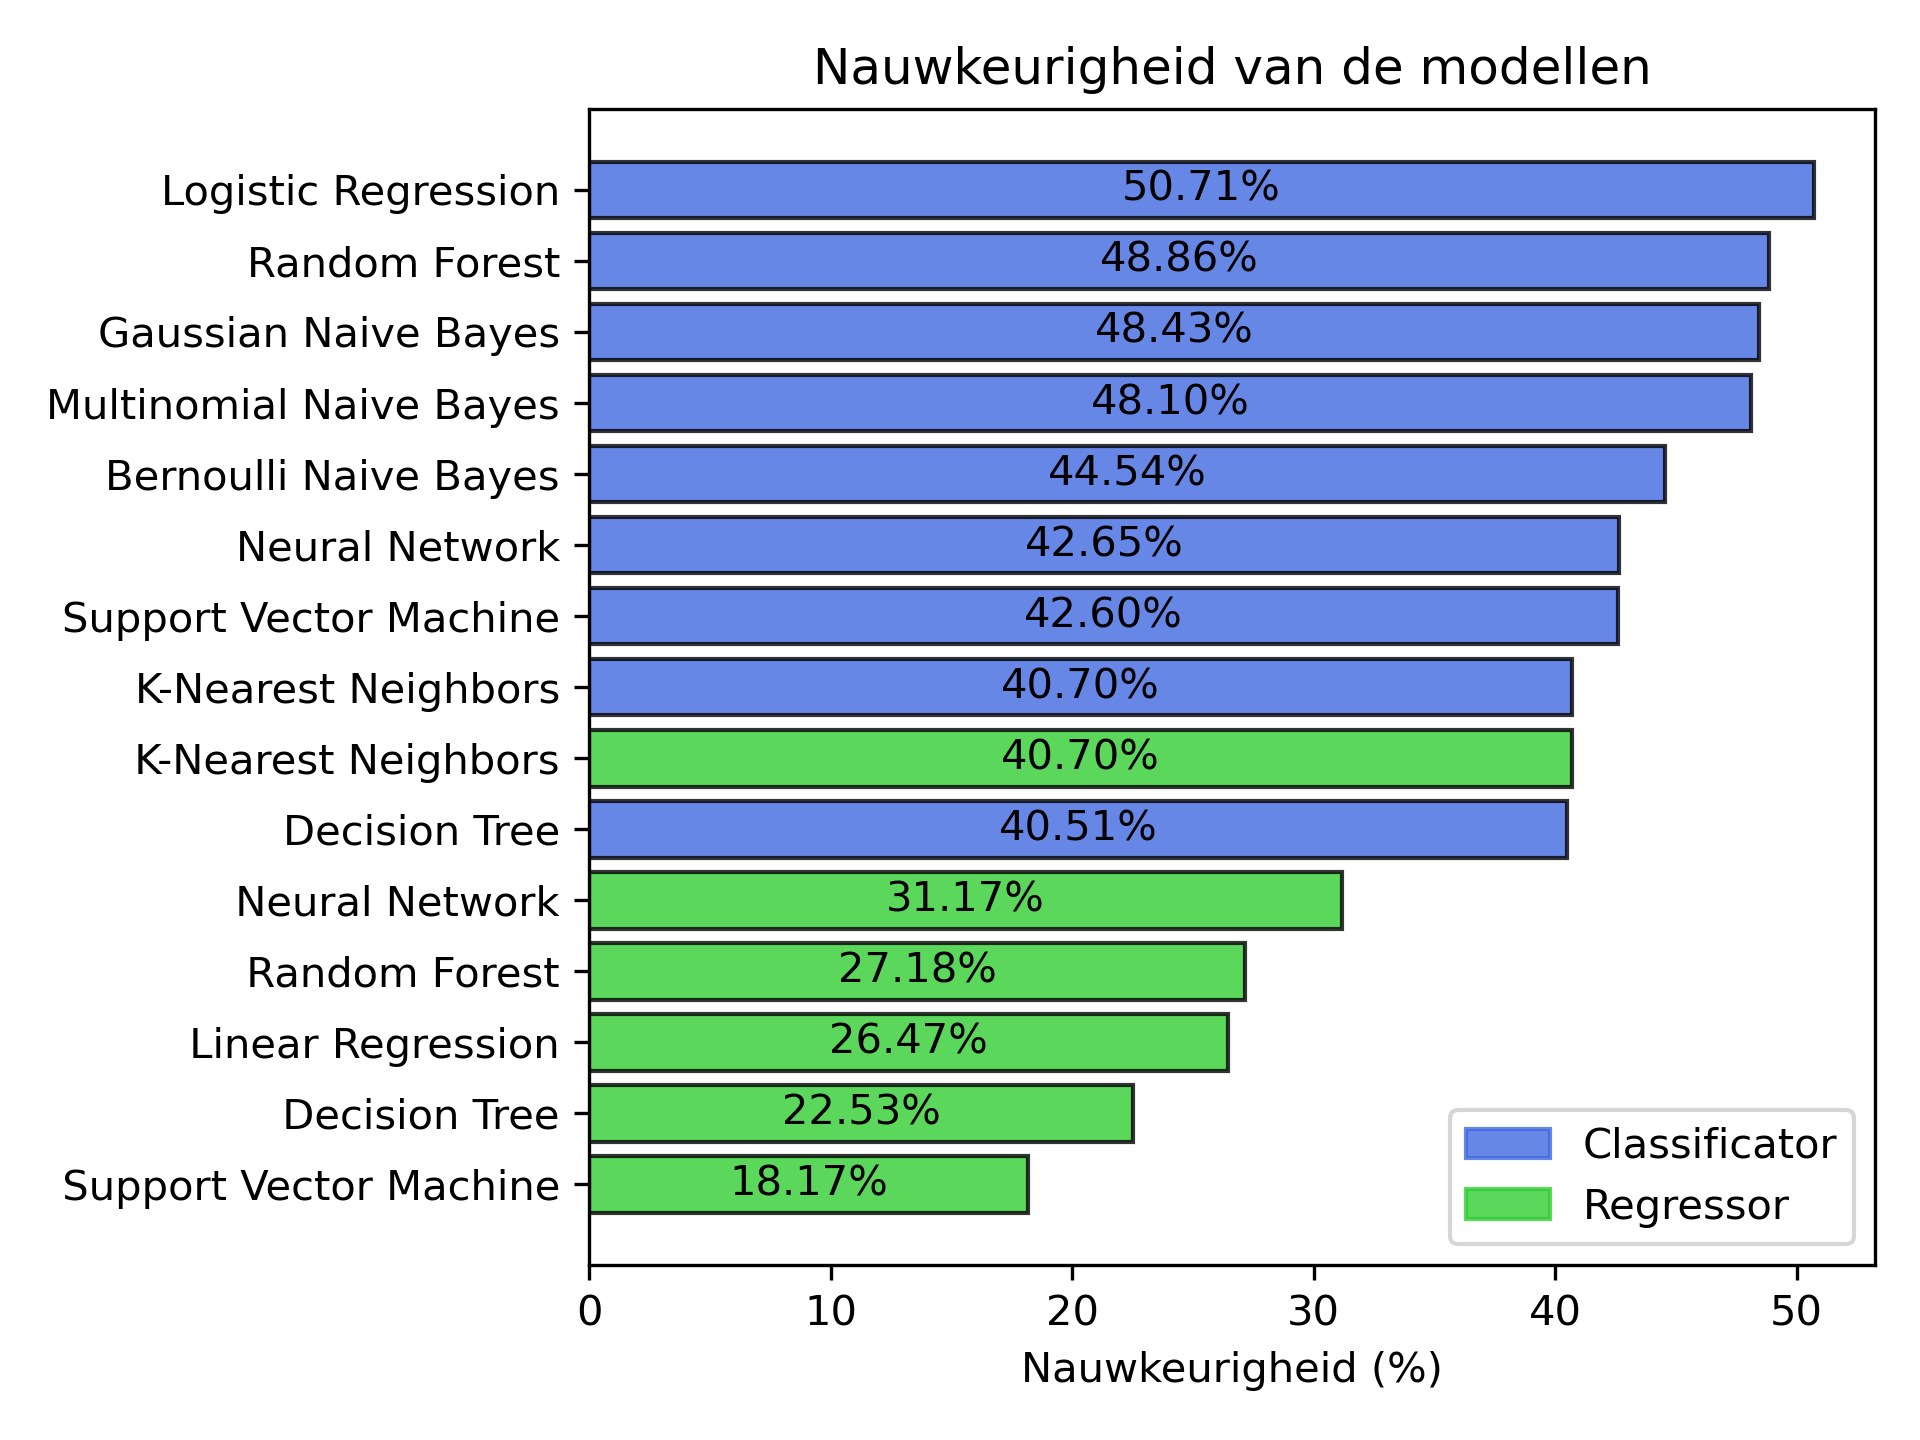 Nauwkeurigheid van de modellen
Logistic Regression 50.71%
Random Forest 48.86%
Gaussian Naive Bayes 48.43%
Multinomial Naive Bayes 48.10%
Bernoulli Naive Bayes 44.54%
Neural Network 42.65%
Support Vector Machine 42.60%
K-Nearest Neighbors 40.70%
K-Nearest Neighbors 40.70%
Decision Tree 40.51%
Neural Network 31.17%
Random Forest 27.18%
Linear Regression 26.47%
Decision Tree 22.53%
Support Vector Machine 18.17%
Classificator
Regressor
0 10 20 30 40 50
Nauwkeurigheid (%)